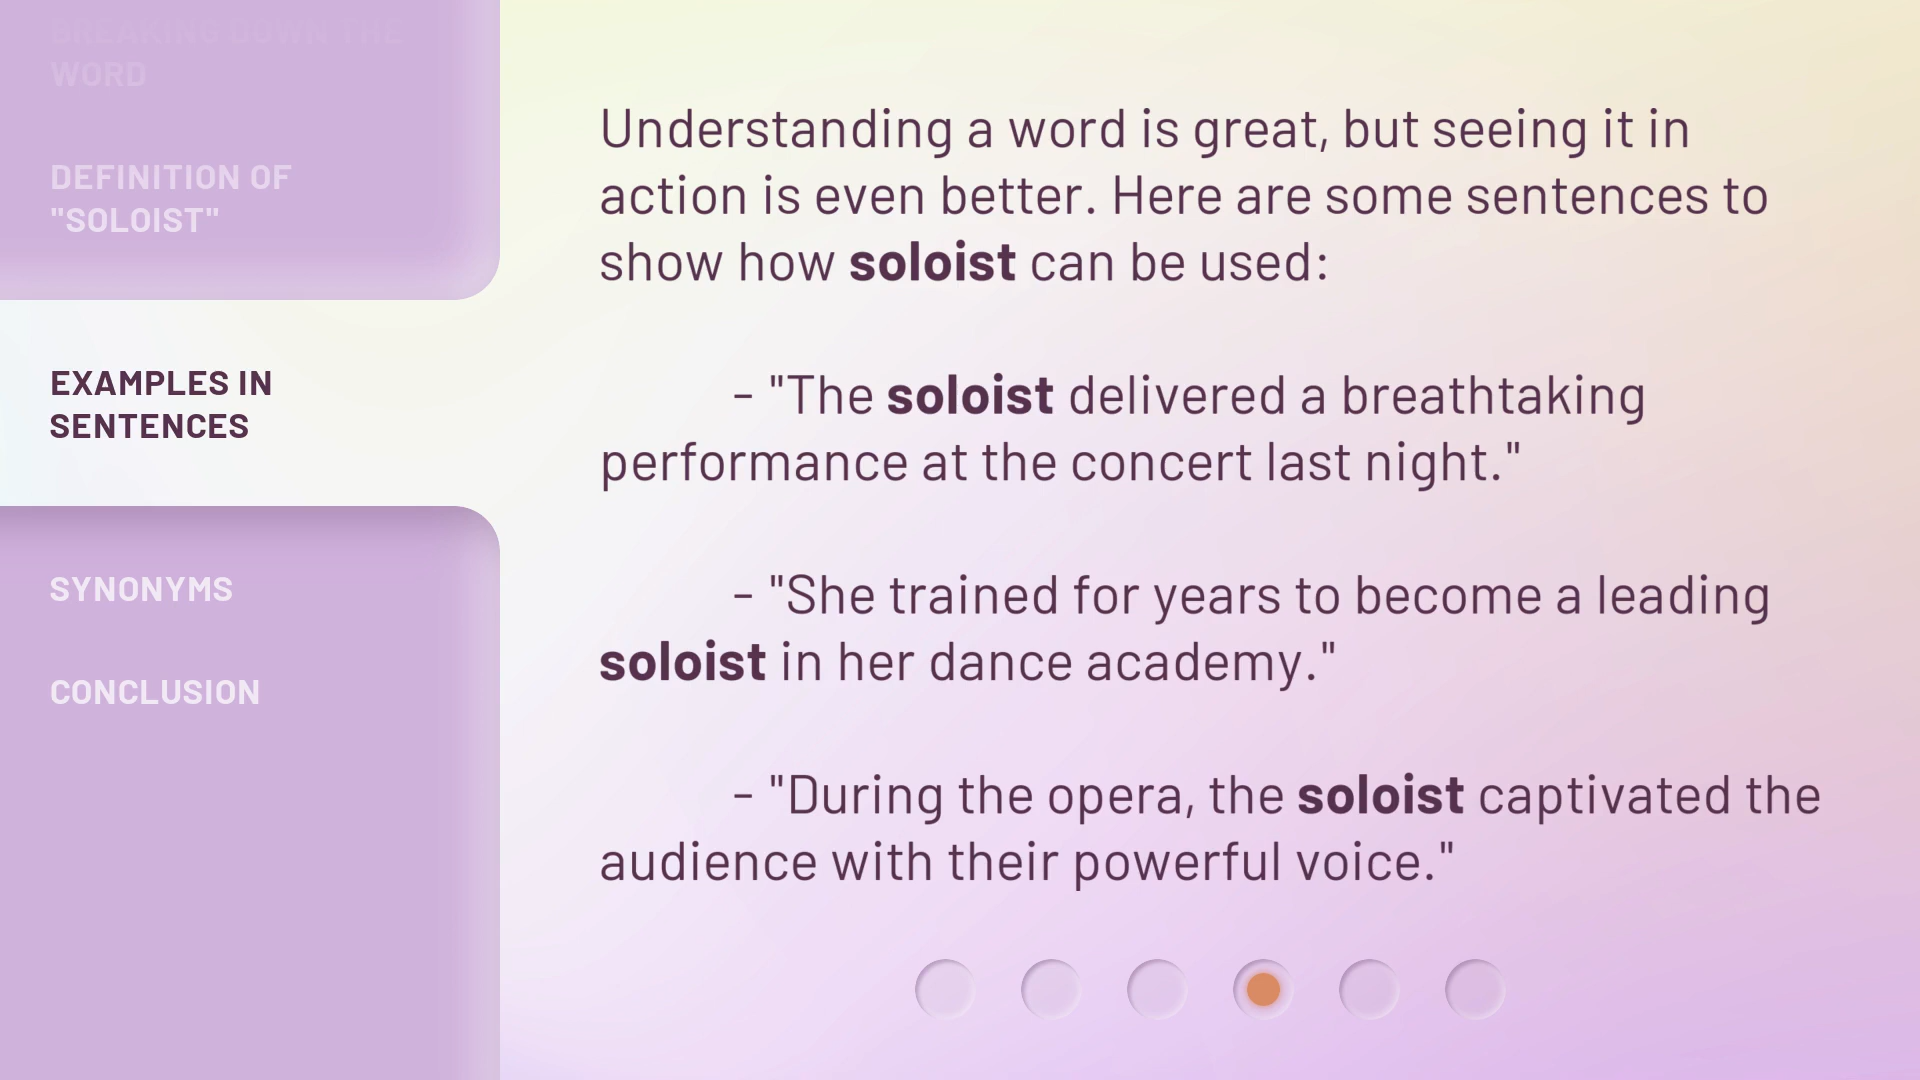 BREAKING DOWN THE
WORD
DEFINITION OF
"SOLOIST"
EXAMPLES IN
SENTENCES
SYNONYMS
CONCLUSION
Understanding a word is great, but seeing it in
action is even better. Here are some sentences to
show how soloist can be used:
- "The soloist delivered a breathtaking
performance at the concert last night."
- "She trained for years to become a leading
soloist in her dance academy."
- "During the opera, the soloist captivated the
audience with their powerful voice."